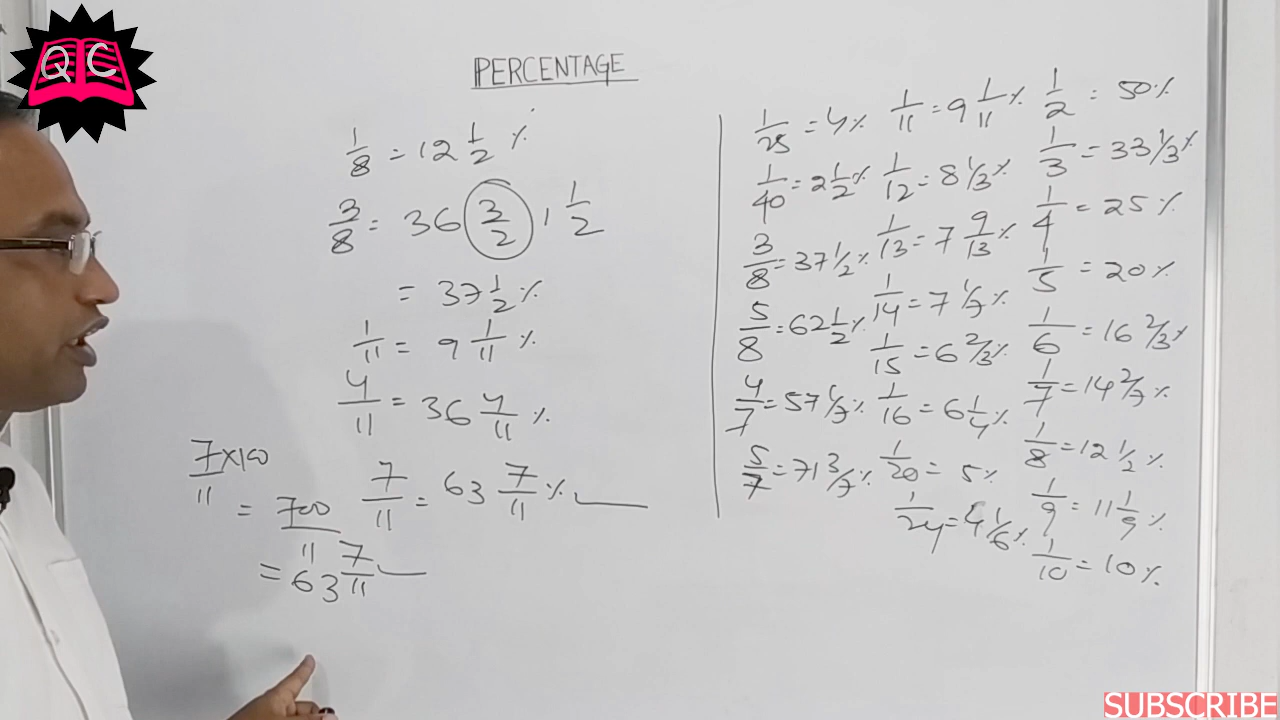 QC
PERCENTAGE
1/8 = 12 1/2 %
3/8 = 36 3/2, 1 1/2
= 37 1/2 %
1/11 = 9 1/11 %
4/11 = 36 4/11 %
7/11 = 63 7/11 %
7/11 × 100
= 700/11
= 63 7/11
1/25 = 4%
1/40 = 2 1/2 %
3/8 = 37 1/2 %
5/8 = 62 1/2 %
4/7 = 57 1/7 %
5/7 = 71 3/7 %
1/11 = 9 1/11 %
1/12 = 8 1/3 %
1/13 = 7 9/13 %
1/14 = 7 1/7 %
1/15 = 6 2/3 %
1/16 = 6 1/4 %
1/20 = 5 %
1/24 = 4 1/6 %
1/2 = 50 %
1/3 = 33 1/3 %
1/4 = 25 %
1/5 = 20 %
1/6 = 16 2/3 %
1/7 = 14 2/7 %
1/8 = 12 1/2 %
1/9 = 11 1/9 %
1/10 = 10 %
SUBSCRIBE